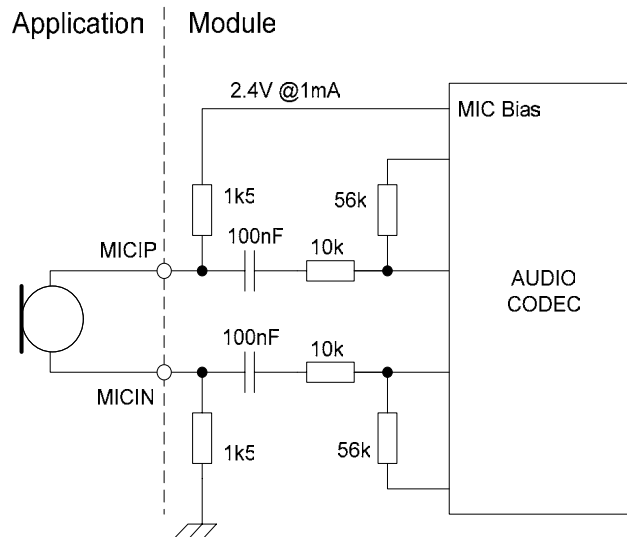 Application
Module
2.4V @1mA
MIC Bias
1k5
56k
100nF
10k
MICIP
AUDIO
CODEC
100nF
10k
MICIN
1k5
56k